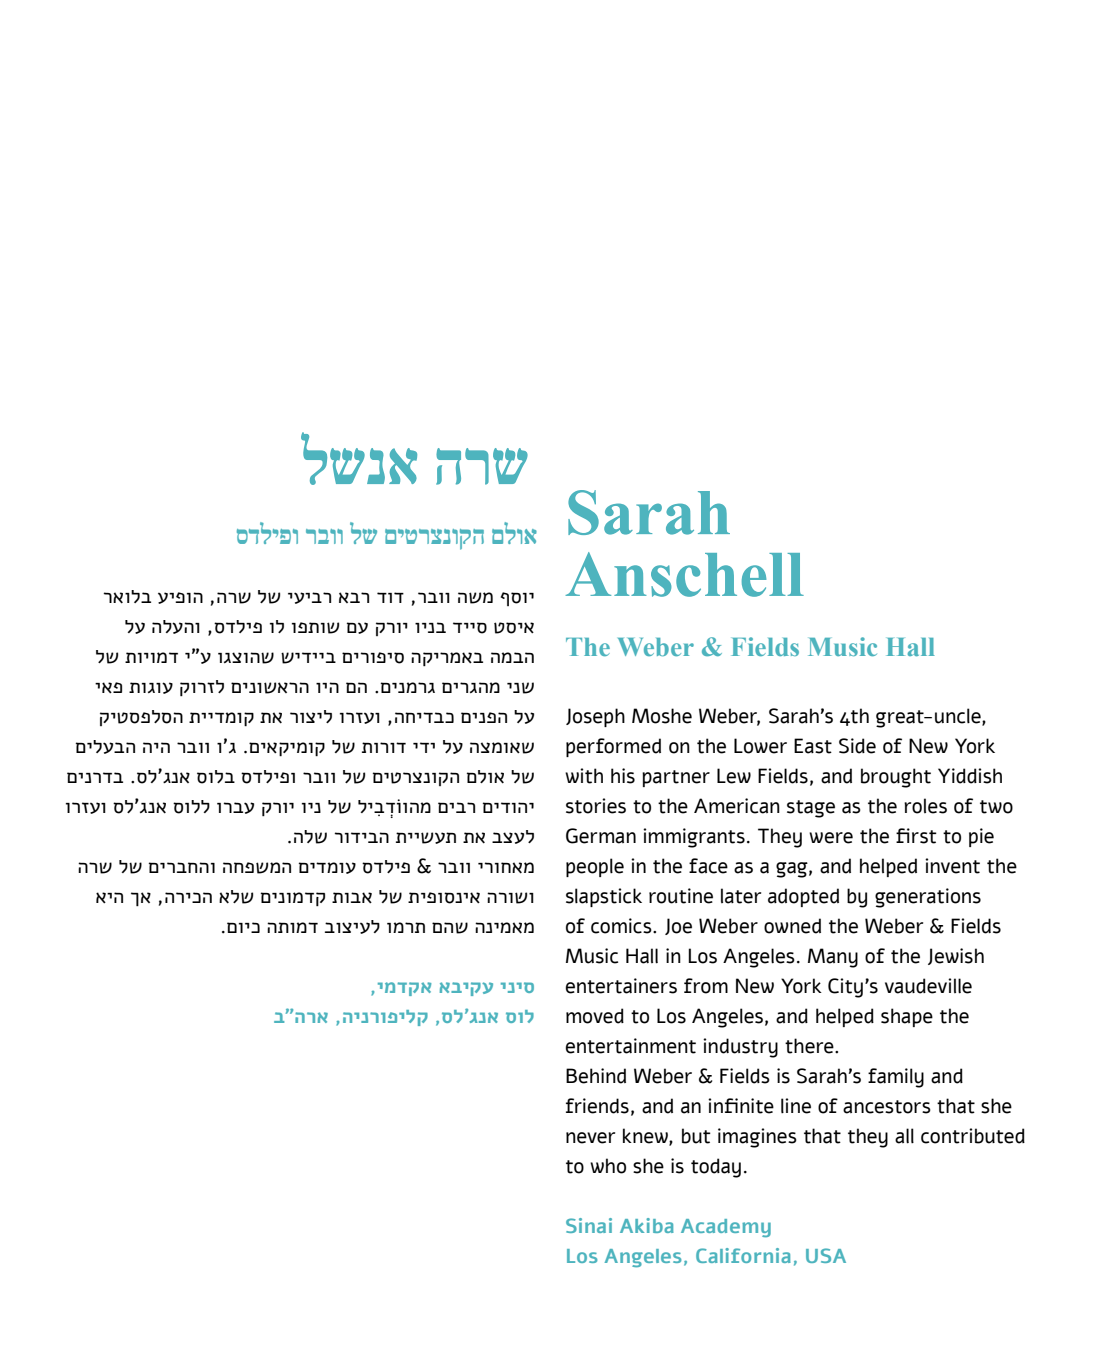 שרה אנשל
אולם הקונצרטים של וובר ופילדס
יוסף משה וובר, דוד רבא רביעי של שרה, הופיע בלואר
איסט סייד בניו יורק עם שותפו לו פילדס, והעלה על
הבמה באמריקה סיפורים ביידיש שהוצגו ע"י דמויות של
שני מהגרים גרמנים. הם היו הראשונים לזרוק עוגות פאי
על הפנים כבדיחה, ועזרו ליצור את קומדיית הסלפסטיק
שאומצה על ידי דורות של קומיקאים. ג'ו וובר היה הבעלים
של אולם הקונצרטים של וובר ופילדס בלוס אנג'לס. בדרנים
יהודים רבים מהווֹדְבִיל של ניו יורק עברו ללוס אנג'לס ועזרו
לעצב את תעשיית הבידור שלה.
מאחורי וובר & פילדס עומדים המשפחה והחברים של שרה
ושורה אינסופית של אבות קדמונים שלא הכירה, אך היא
מאמינה שהם תרמו לעיצוב דמותה כיום.
סיני עקיבא אקדמי,
לוס אנג'לס, קליפורניה, ארה"ב
Sarah
Anschell
The Weber & Fields Music Hall
Joseph Moshe Weber, Sarah's 4th great-uncle,
performed on the Lower East Side of New York
with his partner Lew Fields, and brought Yiddish
stories to the American stage as the roles of two
German immigrants. They were the first to pie
people in the face as a gag, and helped invent the
slapstick routine later adopted by generations
of comics. Joe Weber owned the Weber & Fields
Music Hall in Los Angeles. Many of the Jewish
entertainers from New York City's vaudeville
moved to Los Angeles, and helped shape the
entertainment industry there.
Behind Weber & Fields is Sarah's family and
friends, and an infinite line of ancestors that she
never knew, but imagines that they all contributed
to who she is today.
Sinai Akiba Academy
Los Angeles, California, USA